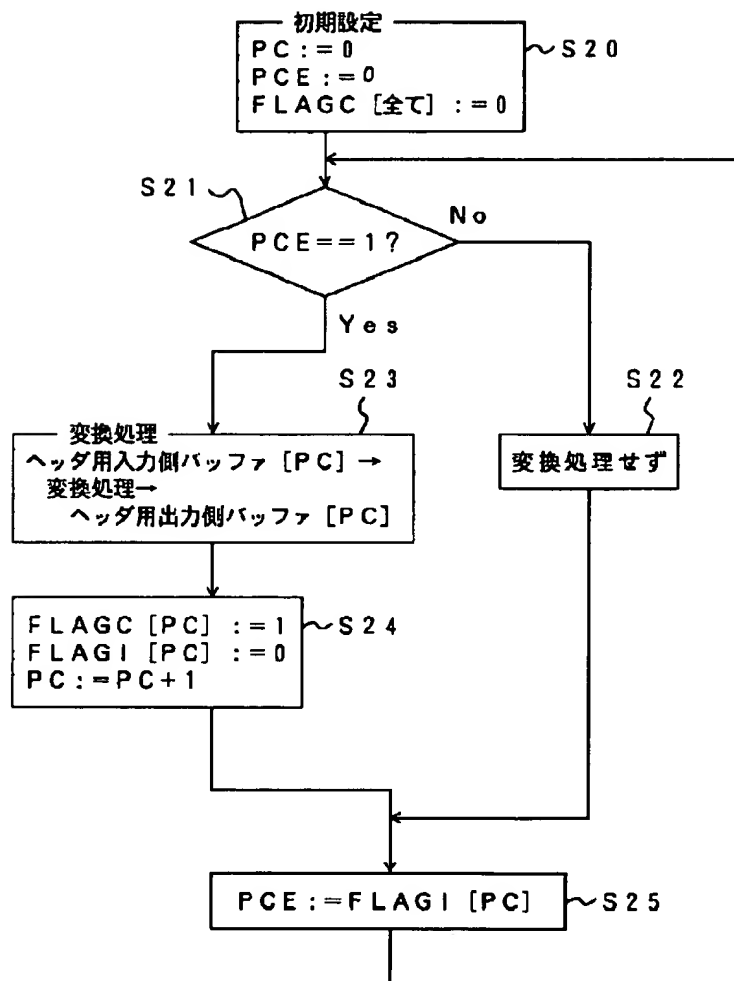 初期設定
PC:=0
PCE:=0
FLAGC [全て] :=0
S20
S21
PCE==1?
No
Yes
S23
S22
変換処理
ヘッダ用入力側バッファ [PC] →
変換処理→
ヘッダ用出力側バッファ [PC]
変換処理せず
FLAGC [PC] :=1
FLAGI [PC] :=0
PC:=PC+1
S24
PCE:=FLAGI [PC]
S25